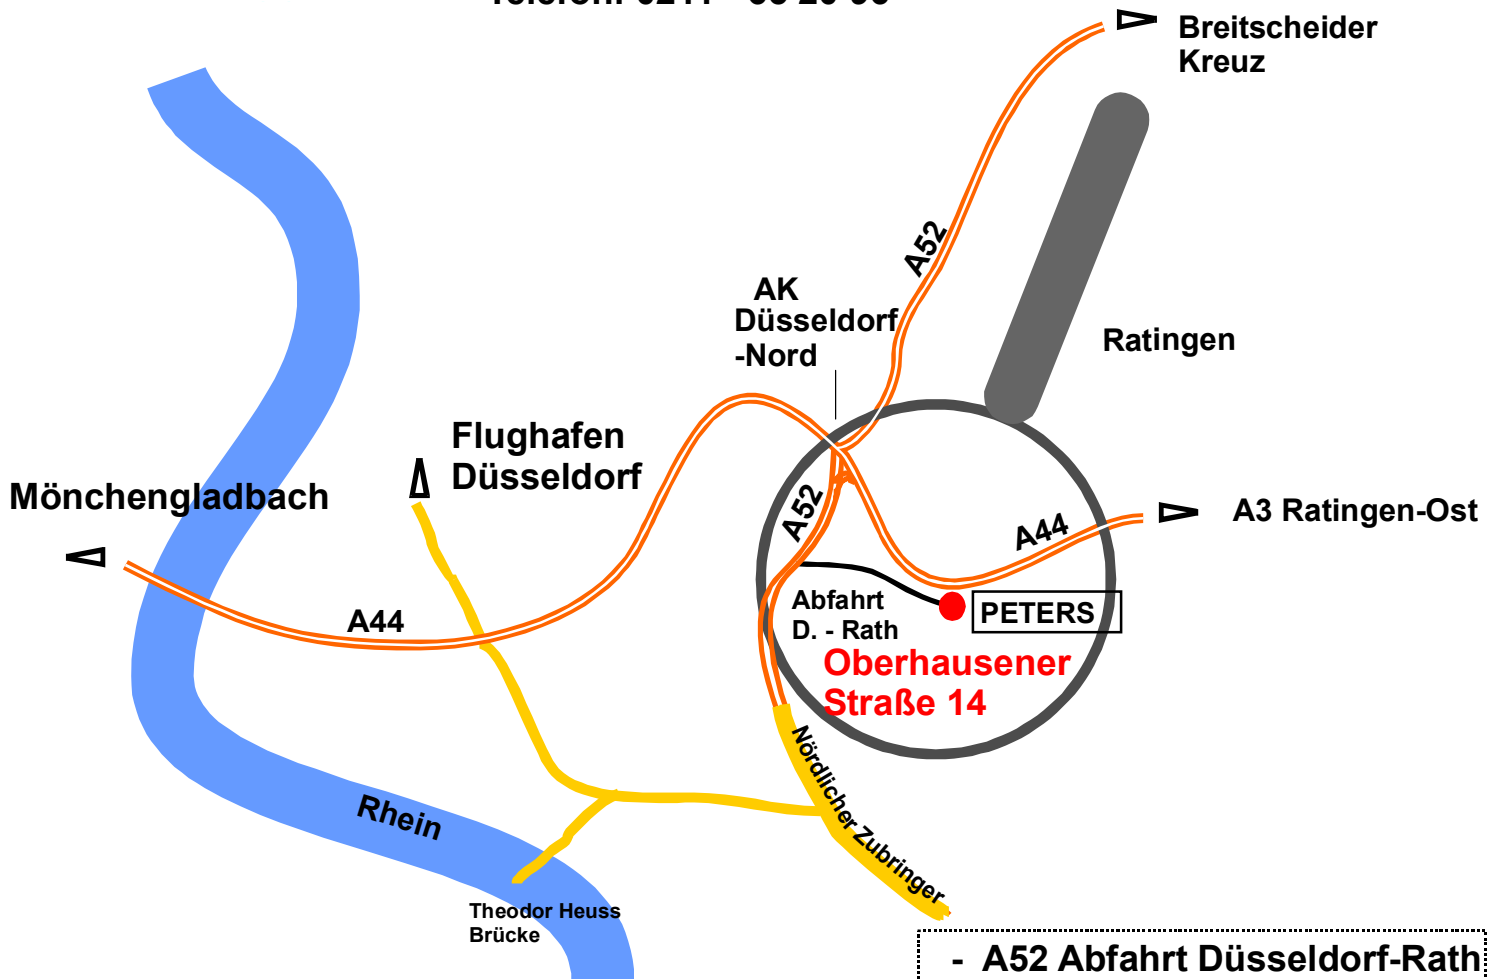 Breitscheider
Kreuz
A52
AK
Düsseldorf
-Nord
Ratingen
Flughafen
Düsseldorf
Mönchengladbach
A52
A44
A3 Ratingen-Ost
Abfahrt
D. - Rath
PETERS
A44
Oberhausener
Straße 14
Nördlicher Zubringer
Rhein
Theodor Heuss
Brücke
- A52 Abfahrt Düsseldorf-Rath